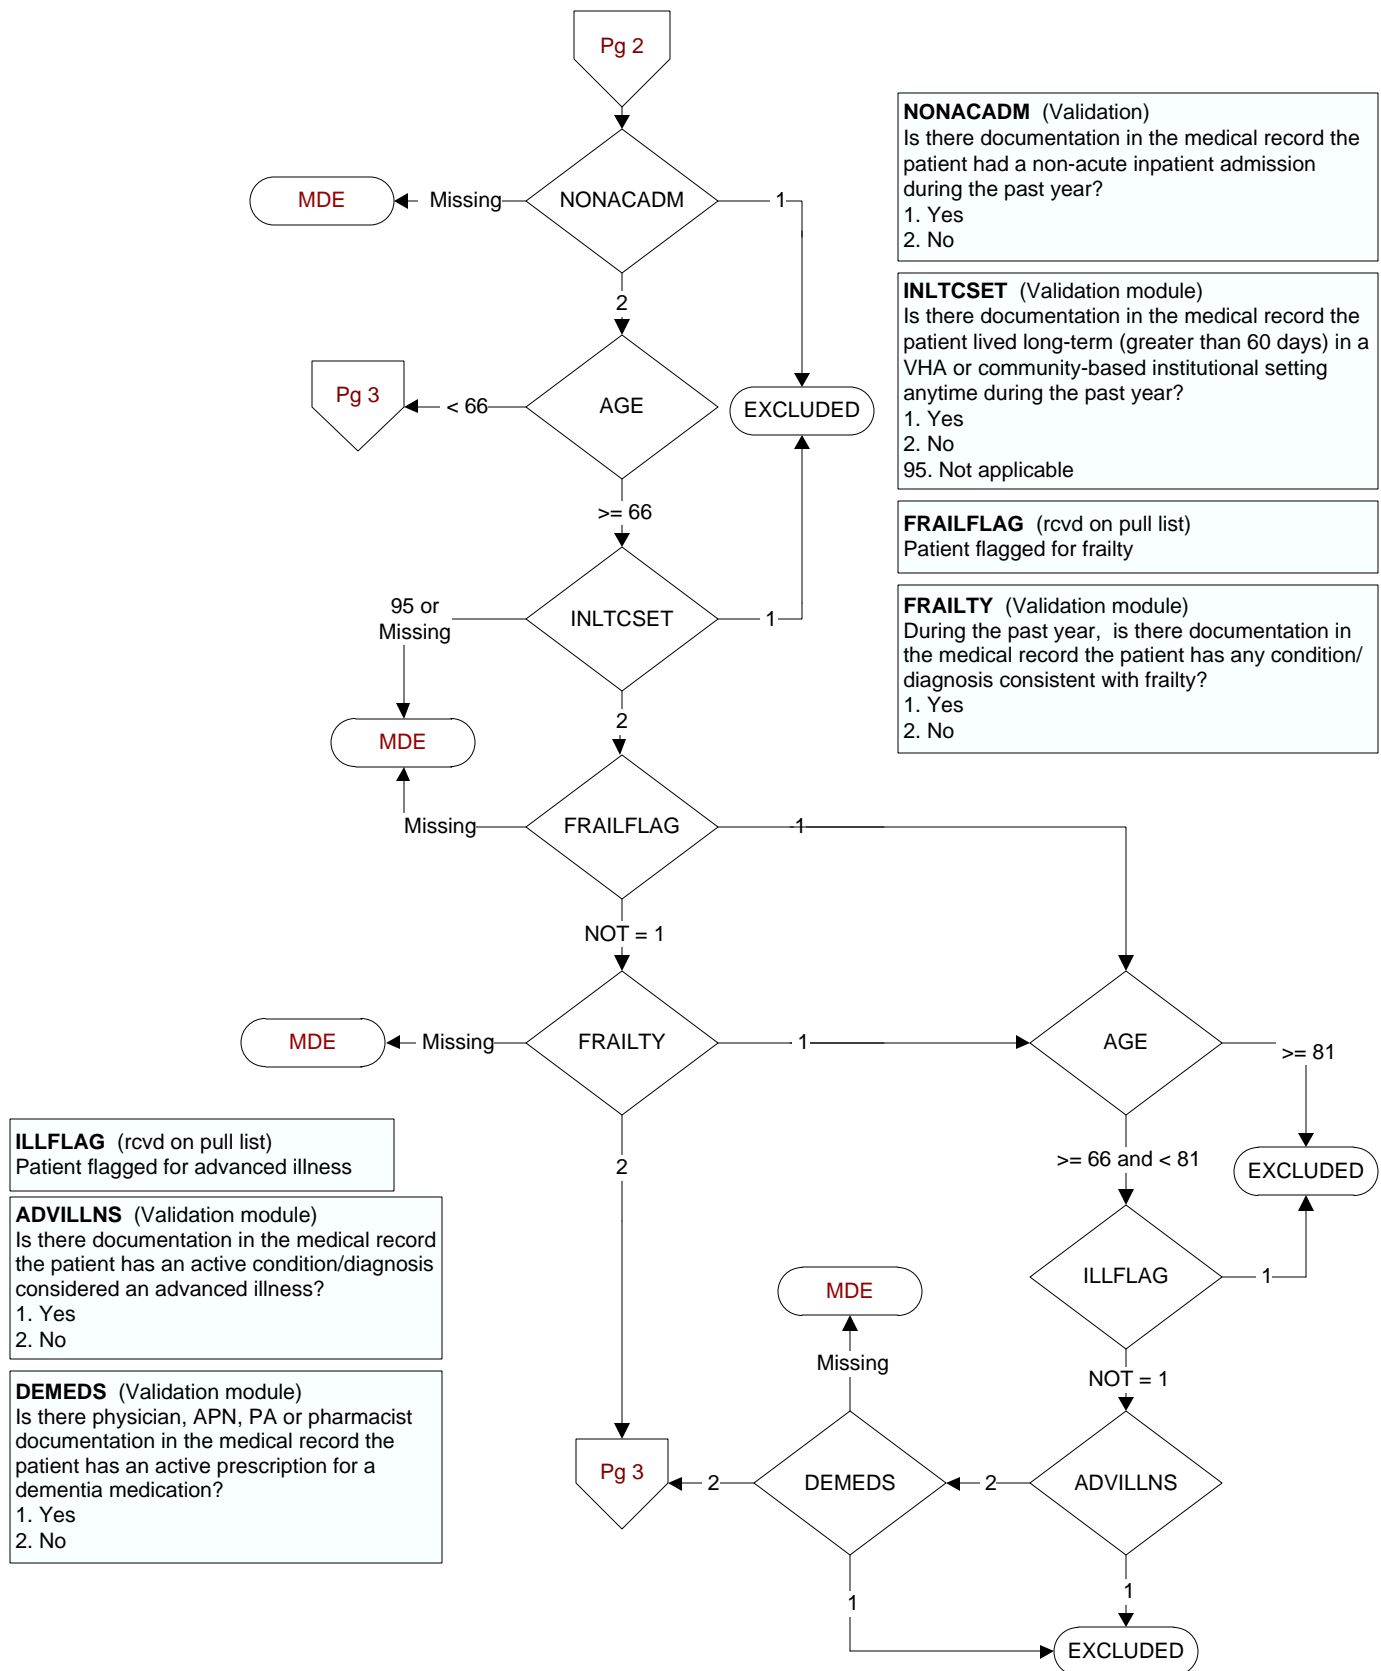 Pg 2
NONACADM
Missing
MDE
1
2
AGE
< 66
Pg 3
EXCLUDED
>= 66
INLTCSET
95 or
Missing
1
MDE
2
FRAILFLAG
Missing
1
NOT = 1
FRAILTY
Missing
MDE
1
AGE
>= 81
2
>= 66 and < 81
EXCLUDED
ILLFLAG
1
MDE
Missing
NOT = 1
Pg 3
2
DEMEDS
2
ADVILLNS
1
1
EXCLUDED
NONACADM (Validation)
Is there documentation in the medical record the
patient had a non-acute inpatient admission
during the past year?
1. Yes
2. No
INLTCSET (Validation module)
Is there documentation in the medical record the
patient lived long-term (greater than 60 days) in a
VHA or community-based institutional setting
anytime during the past year?
1. Yes
2. No
95. Not applicable
FRAILFLAG (rcvd on pull list)
Patient flagged for frailty
FRAILTY (Validation module)
During the past year, is there documentation in
the medical record the patient has any condition/
diagnosis consistent with frailty?
1. Yes
2. No
ILLFLAG (rcvd on pull list)
Patient flagged for advanced illness
ADVILLNS (Validation module)
Is there documentation in the medical record
the patient has an active condition/diagnosis
considered an advanced illness?
1. Yes
2. No
DEMEDS (Validation module)
Is there physician, APN, PA or pharmacist
documentation in the medical record the
patient has an active prescription for a
dementia medication?
1. Yes
2. No